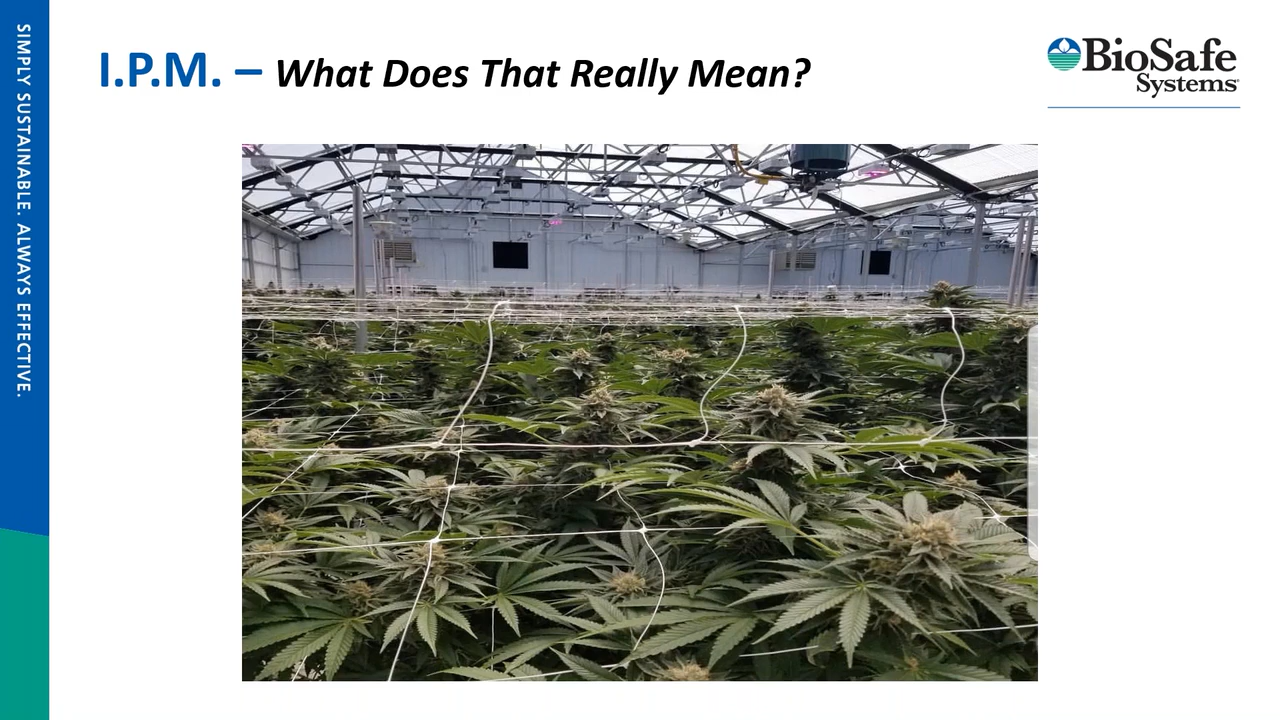 SIMPLY SUSTAINABLE. ALWAYS EFFECTIVE.
I.P.M. – What Does That Really Mean?
BioSafe
Systems